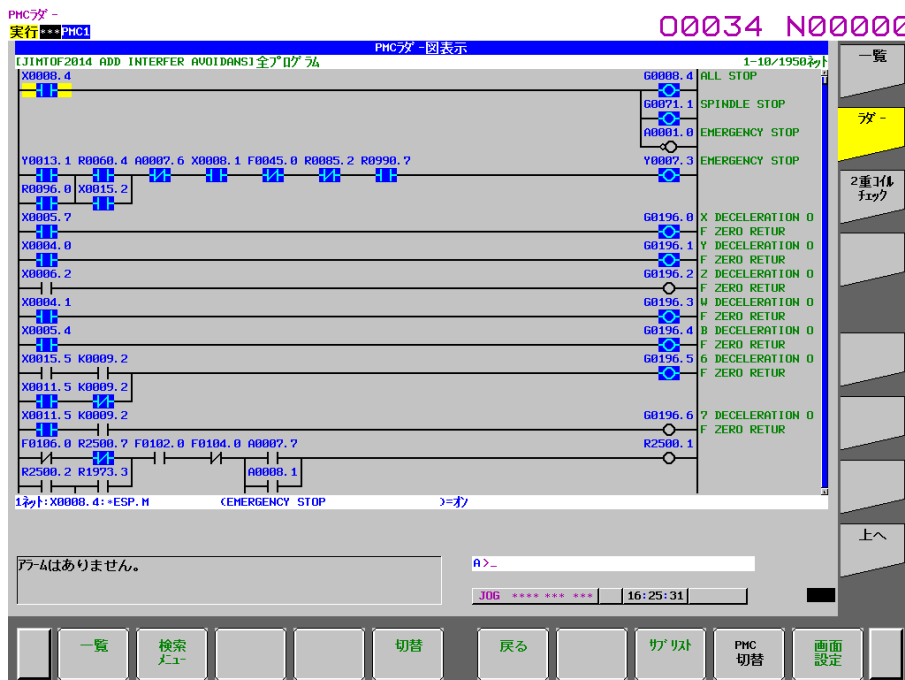 PMCラダー
実行***PMC1
O0034 N00000
PMCラダー図表示
[JIMTOF2014 ADD INTERFER AVOIDANS]全プログラム 1-10/1950ネット
X0008.4 G0008.4 ALL STOP
G0071.1 SPINDLE STOP
A0001.0 EMERGENCY STOP
Y0013.1 R0060.4 A0007.6 X0008.1 F0045.0 R0085.2 R0990.7 Y0007.3 EMERGENCY STOP
R0096.0 X0015.2
X0005.7 G0196.0 X DECELERATION O
F ZERO RETUR
X0004.0 G0196.1 Y DECELERATION O
F ZERO RETUR
X0006.2 G0196.2 Z DECELERATION O
F ZERO RETUR
X0004.1 G0196.3 W DECELERATION O
F ZERO RETUR
X0005.4 G0196.4 B DECELERATION O
F ZERO RETUR
X0015.5 K0009.2 G0196.5 6 DECELERATION O
F ZERO RETUR
X0011.5 K0009.2
X0011.5 K0009.2 G0196.6 7 DECELERATION O
F ZERO RETUR
F0106.0 R2500.7 F0102.0 F0104.0 A0007.7 R2500.1
R2500.2 R1973.3 A0008.1
1ネット:X0008.4:*ESP.M (EMERGENCY STOP )=オン
アラームはありません。
A>_
JOG **** *** *** 16:25:31
一覧
ラダー
2重コイル
チェック
上へ
一覧 検索
メニュー 切替 戻る サブリスト PMC
切替 画面
設定